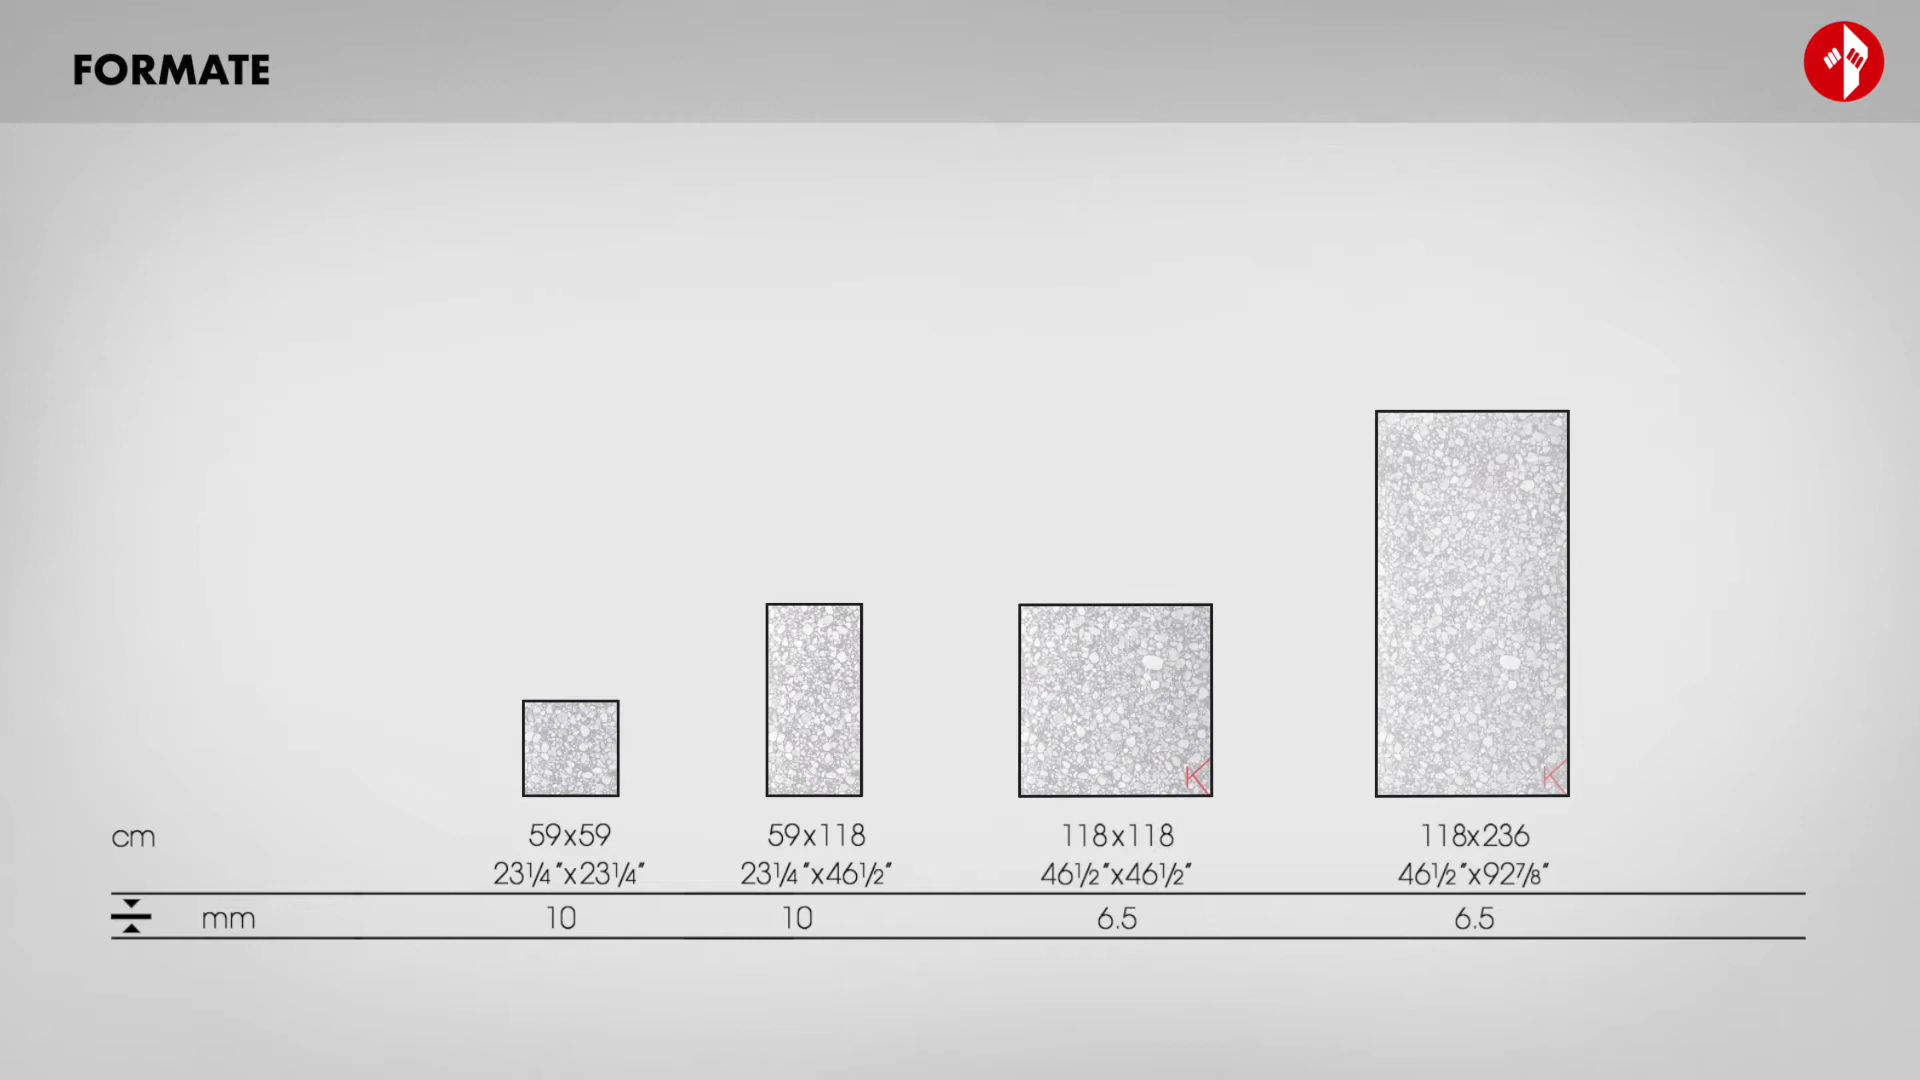 FORMATE
K K
cm 59x59 59x118 118x118 118x236
23¼"x23¼" 23¼"x46½" 46½"x46½" 46½"x92⅞"
mm 10 10 6.5 6.5